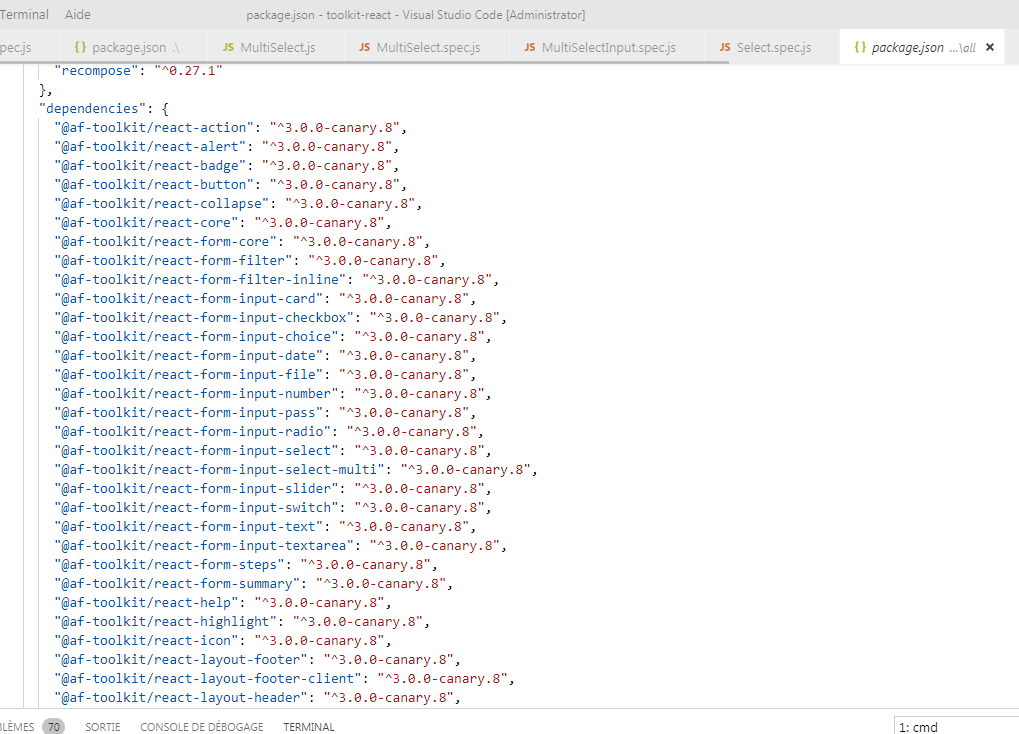 Terminal Aide package.json - toolkit-react - Visual Studio Code [Administrator]
pec.js {} package.json .\ JS MultiSelect.js JS MultiSelect.spec.js JS MultiSelectInput.spec.js JS Select.spec.js {} package.json ...\all ×
"recompose": "^0.27.1"
},
"dependencies": {
"@af-toolkit/react-action": "^3.0.0-canary.8",
"@af-toolkit/react-alert": "^3.0.0-canary.8",
"@af-toolkit/react-badge": "^3.0.0-canary.8",
"@af-toolkit/react-button": "^3.0.0-canary.8",
"@af-toolkit/react-collapse": "^3.0.0-canary.8",
"@af-toolkit/react-core": "^3.0.0-canary.8",
"@af-toolkit/react-form-core": "^3.0.0-canary.8",
"@af-toolkit/react-form-filter": "^3.0.0-canary.8",
"@af-toolkit/react-form-filter-inline": "^3.0.0-canary.8",
"@af-toolkit/react-form-input-card": "^3.0.0-canary.8",
"@af-toolkit/react-form-input-checkbox": "^3.0.0-canary.8",
"@af-toolkit/react-form-input-choice": "^3.0.0-canary.8",
"@af-toolkit/react-form-input-date": "^3.0.0-canary.8",
"@af-toolkit/react-form-input-file": "^3.0.0-canary.8",
"@af-toolkit/react-form-input-number": "^3.0.0-canary.8",
"@af-toolkit/react-form-input-pass": "^3.0.0-canary.8",
"@af-toolkit/react-form-input-radio": "^3.0.0-canary.8",
"@af-toolkit/react-form-input-select": "^3.0.0-canary.8",
"@af-toolkit/react-form-input-select-multi": "^3.0.0-canary.8",
"@af-toolkit/react-form-input-slider": "^3.0.0-canary.8",
"@af-toolkit/react-form-input-switch": "^3.0.0-canary.8",
"@af-toolkit/react-form-input-text": "^3.0.0-canary.8",
"@af-toolkit/react-form-input-textarea": "^3.0.0-canary.8",
"@af-toolkit/react-form-steps": "^3.0.0-canary.8",
"@af-toolkit/react-form-summary": "^3.0.0-canary.8",
"@af-toolkit/react-help": "^3.0.0-canary.8",
"@af-toolkit/react-highlight": "^3.0.0-canary.8",
"@af-toolkit/react-icon": "^3.0.0-canary.8",
"@af-toolkit/react-layout-footer": "^3.0.0-canary.8",
"@af-toolkit/react-layout-footer-client": "^3.0.0-canary.8",
"@af-toolkit/react-layout-header": "^3.0.0-canary.8",
BLÈMES 70 SORTIE CONSOLE DE DÉBOGAGE TERMINAL 1: cmd